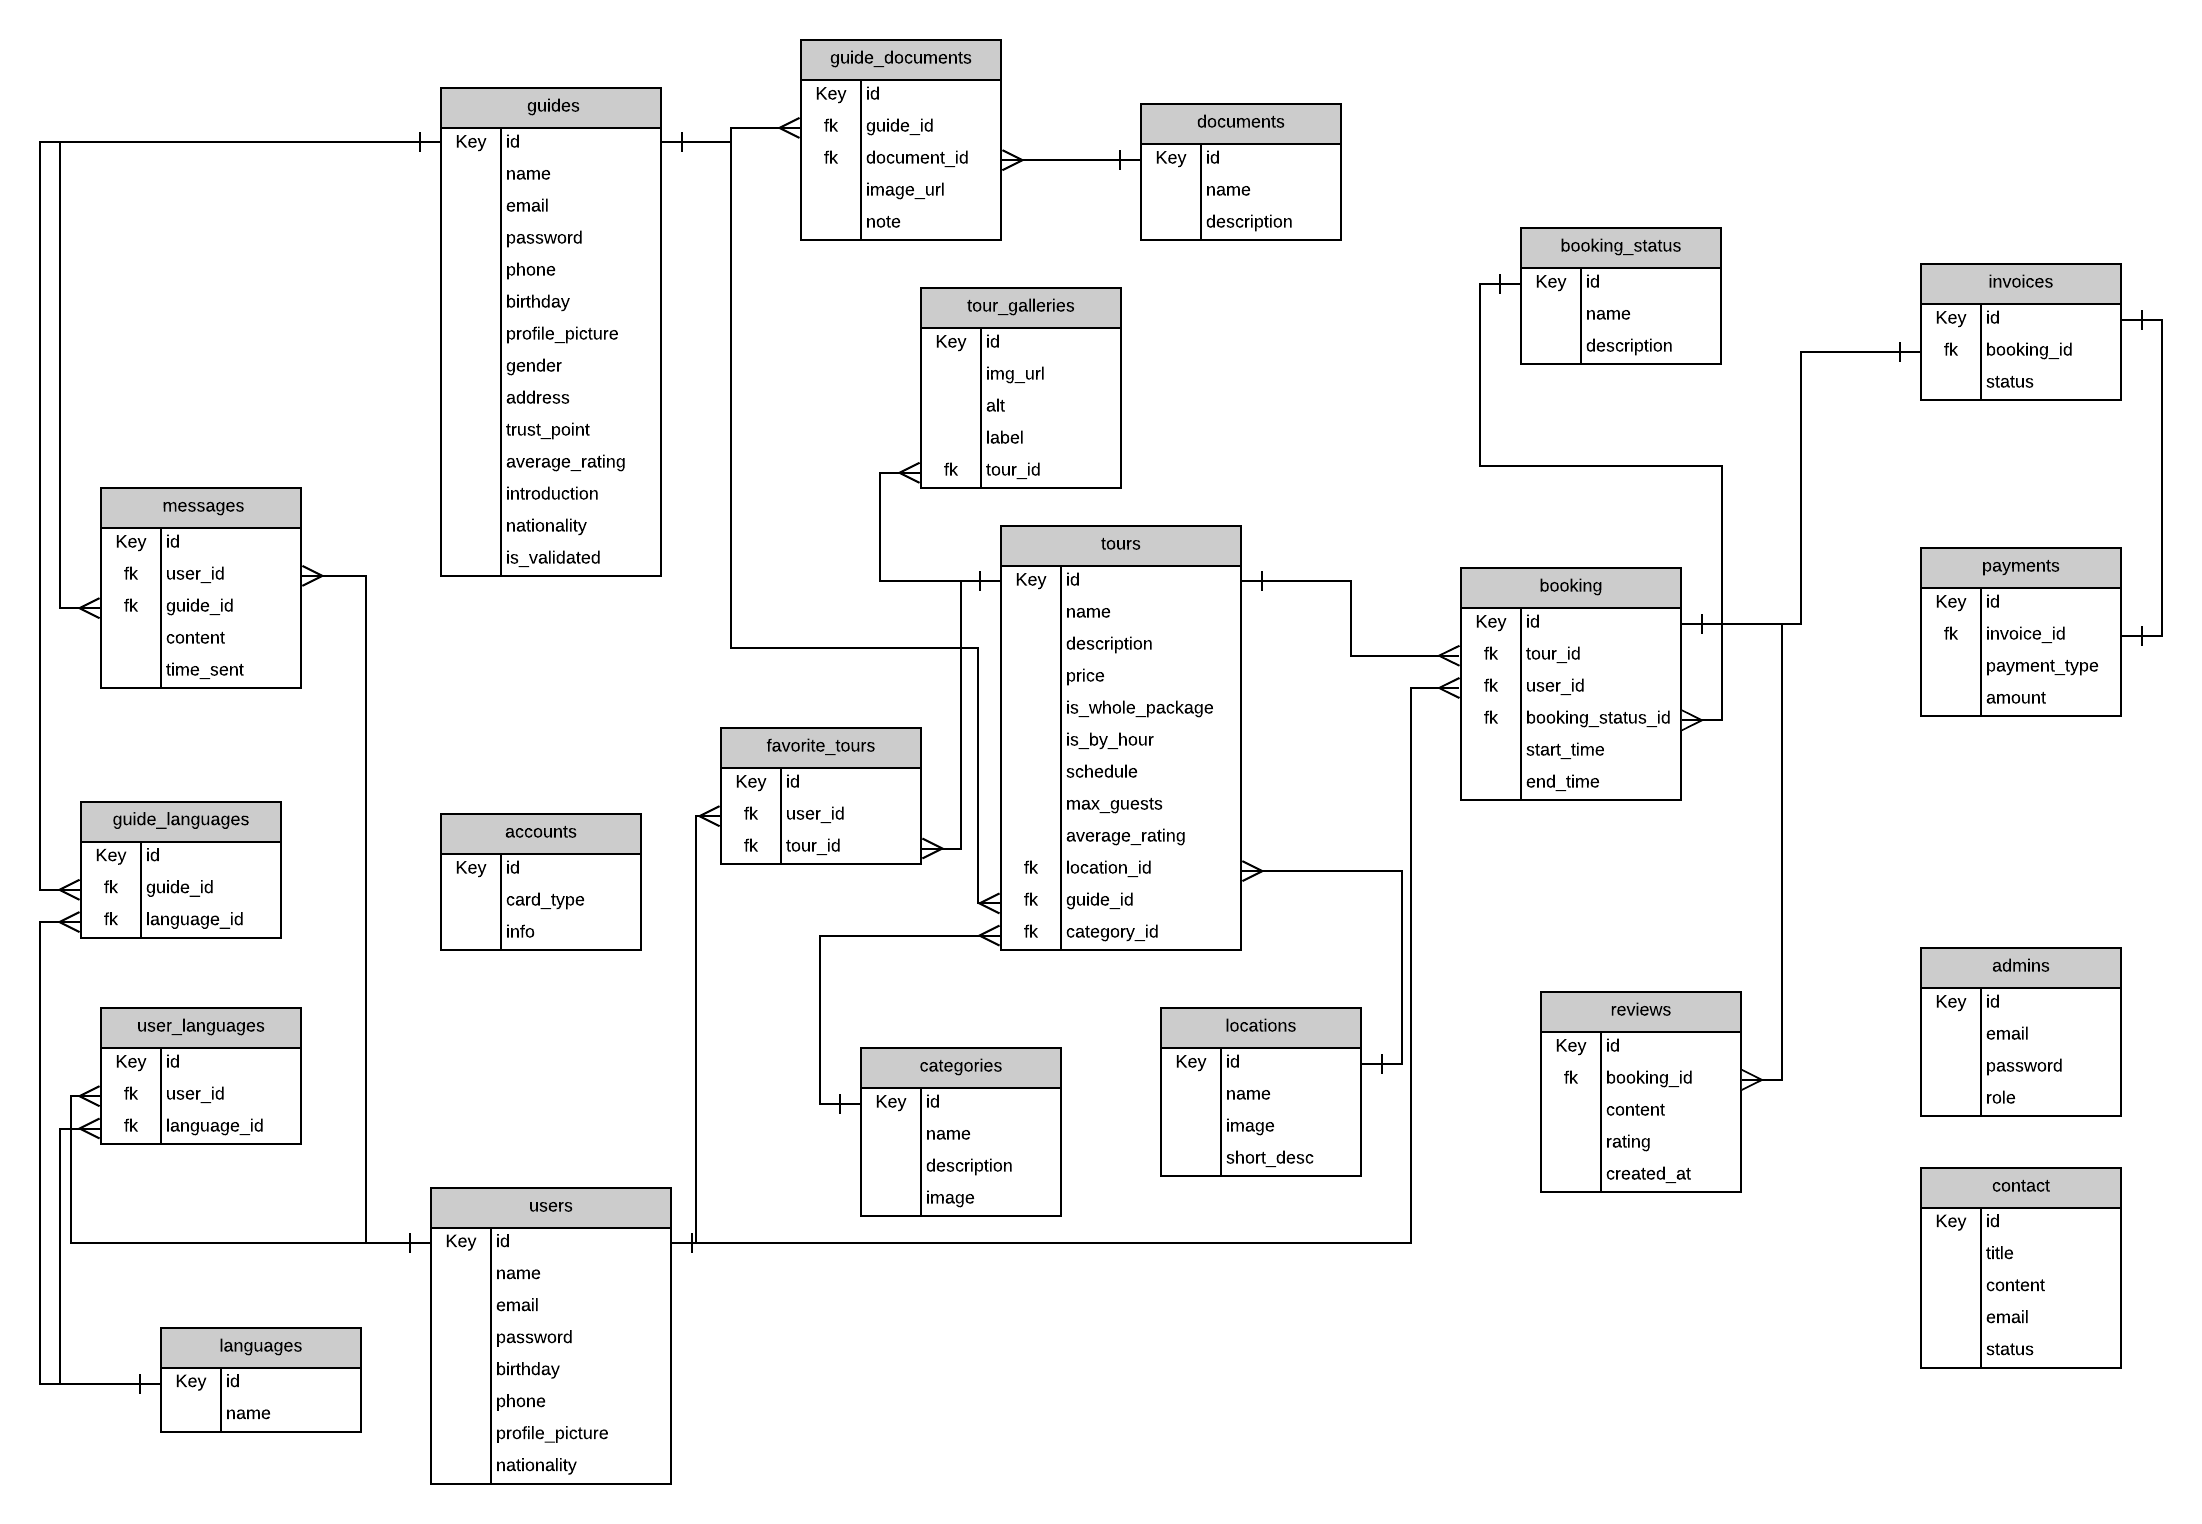 guide_documents
Key id
fk guide_id
fk document_id
image_url
note
guides
Key id
name
email
password
phone
birthday
profile_picture
gender
address
trust_point
average_rating
introduction
nationality
is_validated
documents
Key id
name
description
booking_status
Key id
name
description
invoices
Key id
fk booking_id
status
tour_galleries
Key id
img_url
alt
label
fk tour_id
messages
Key id
fk user_id
fk guide_id
content
time_sent
tours
Key id
name
description
price
is_whole_package
is_by_hour
schedule
max_guests
average_rating
fk location_id
fk guide_id
fk category_id
booking
Key id
fk tour_id
fk user_id
fk booking_status_id
start_time
end_time
payments
Key id
fk invoice_id
payment_type
amount
favorite_tours
Key id
fk user_id
fk tour_id
guide_languages
Key id
fk guide_id
fk language_id
accounts
Key id
card_type
info
admins
Key id
email
password
role
reviews
Key id
fk booking_id
content
rating
created_at
user_languages
Key id
fk user_id
fk language_id
locations
Key id
name
image
short_desc
categories
Key id
name
description
image
contact
Key id
title
content
email
status
users
Key id
name
email
password
birthday
phone
profile_picture
nationality
languages
Key id
name